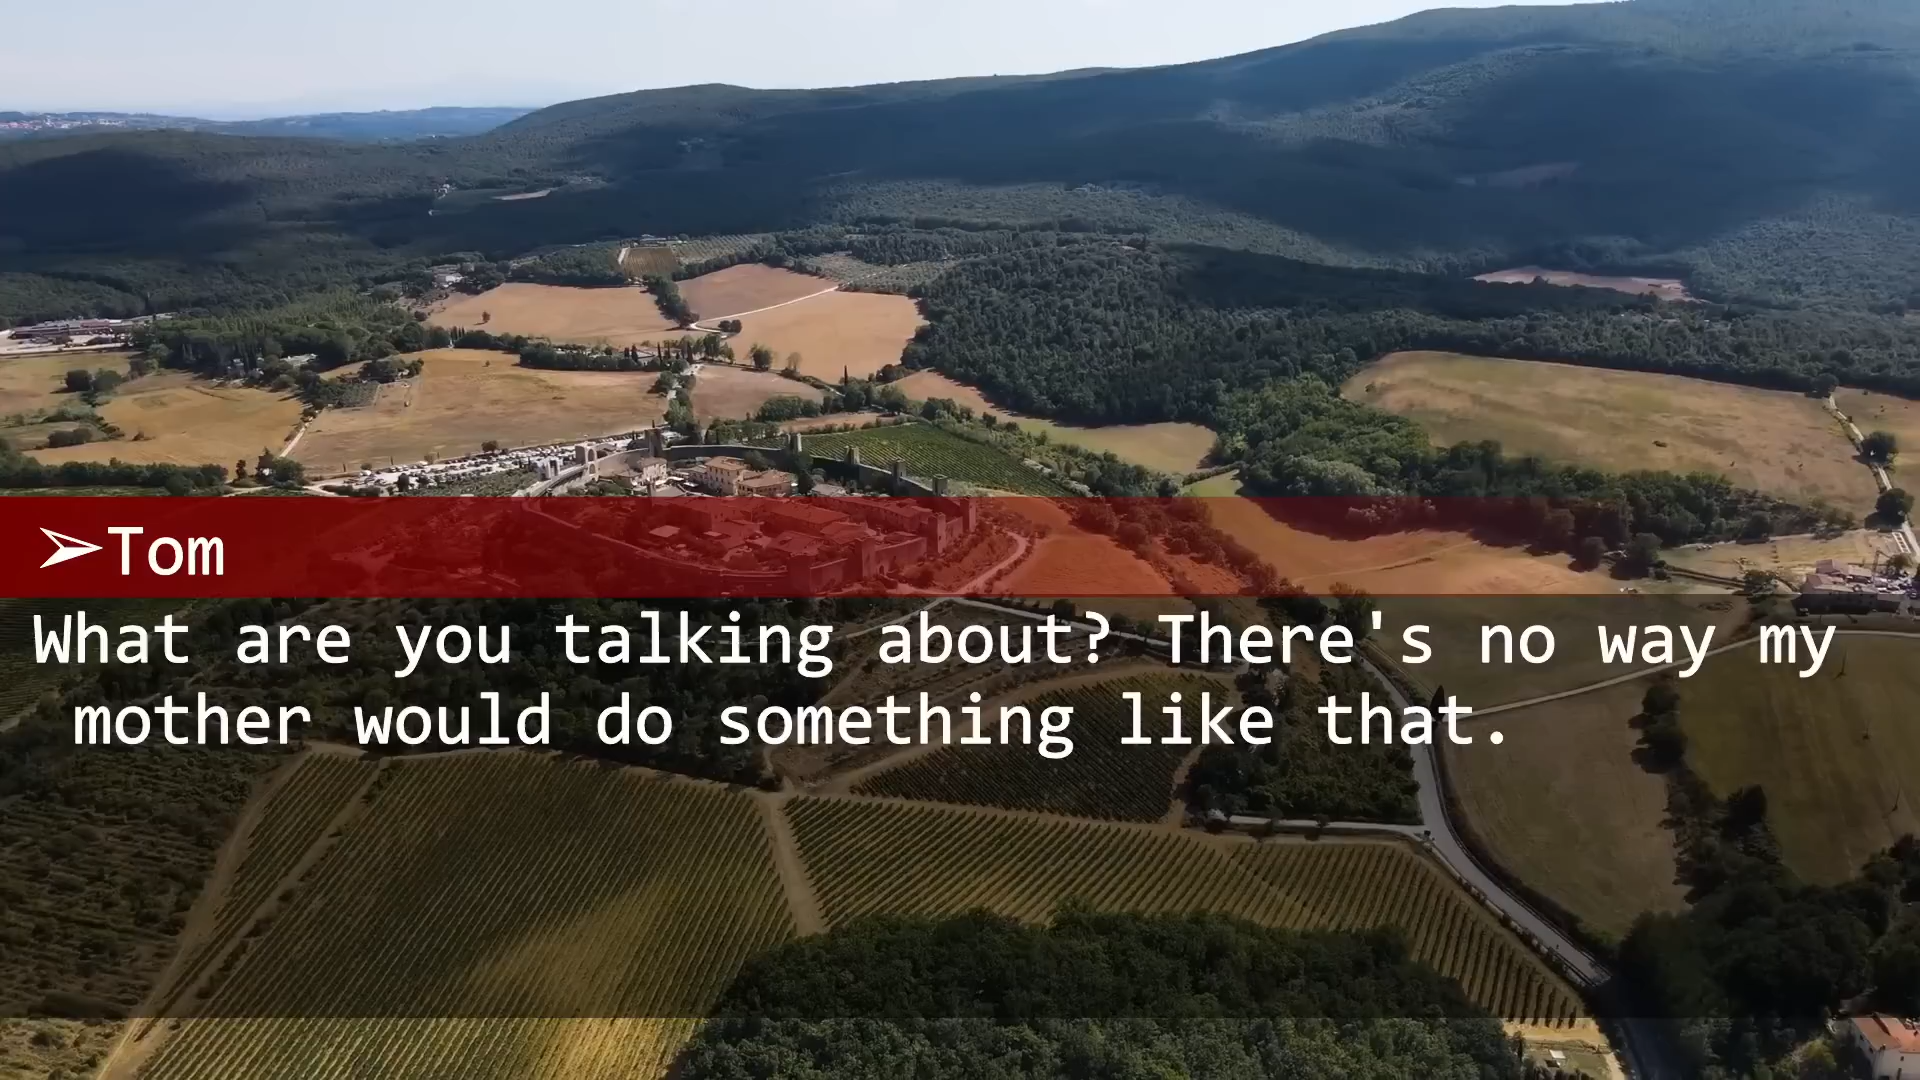 ➢Tom
What are you talking about? There's no way my
mother would do something like that.